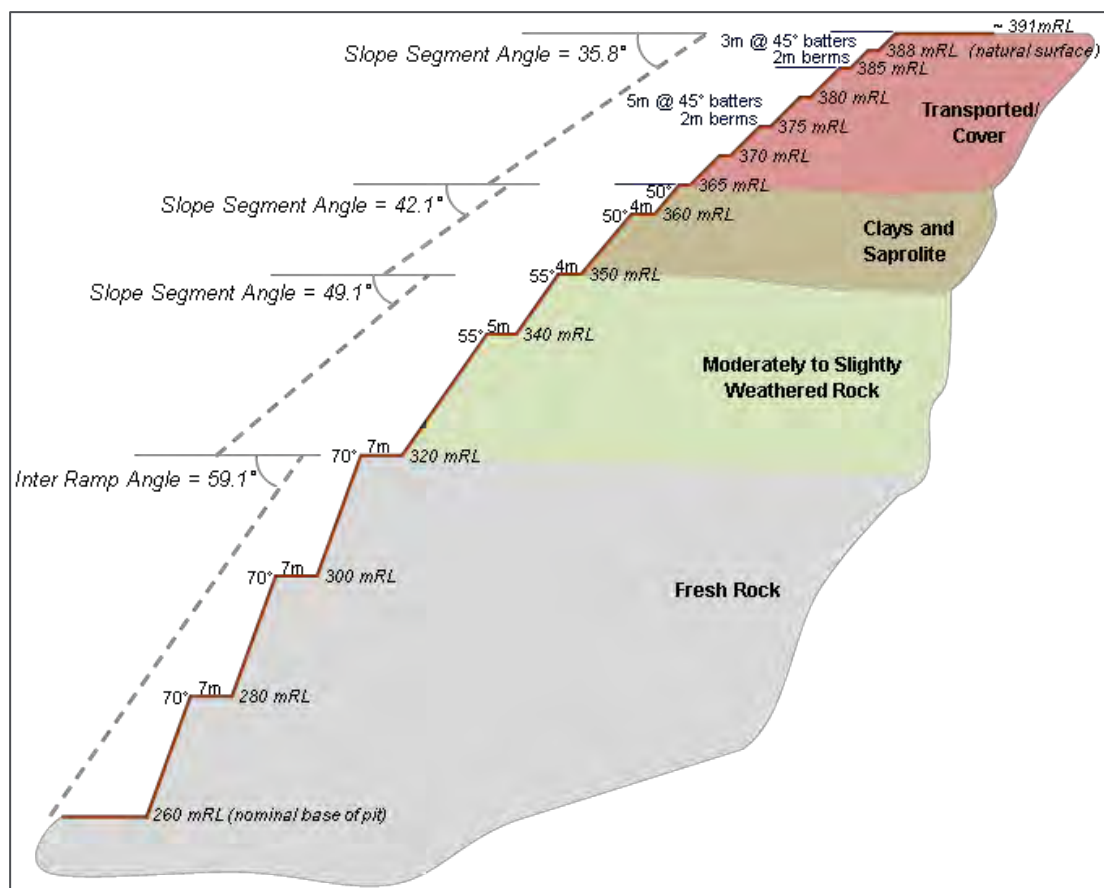 ~ 391mRL
Slope Segment Angle = 35.8°
3m @ 45° batters
2m berms
388 mRL (natural surface)
385 mRL
5m @ 45° batters
2m berms
380 mRL
Transported/
Cover
375 mRL
370 mRL
365 mRL
50°
Slope Segment Angle = 42.1°
50°
4m
360 mRL
Clays and
Saprolite
Slope Segment Angle = 49.1°
55°
4m
350 mRL
55°
5m
340 mRL
Moderately to Slightly
Weathered Rock
Inter Ramp Angle = 59.1°
70°
7m
320 mRL
70°
7m
300 mRL
Fresh Rock
70°
7m
280 mRL
260 mRL (nominal base of pit)